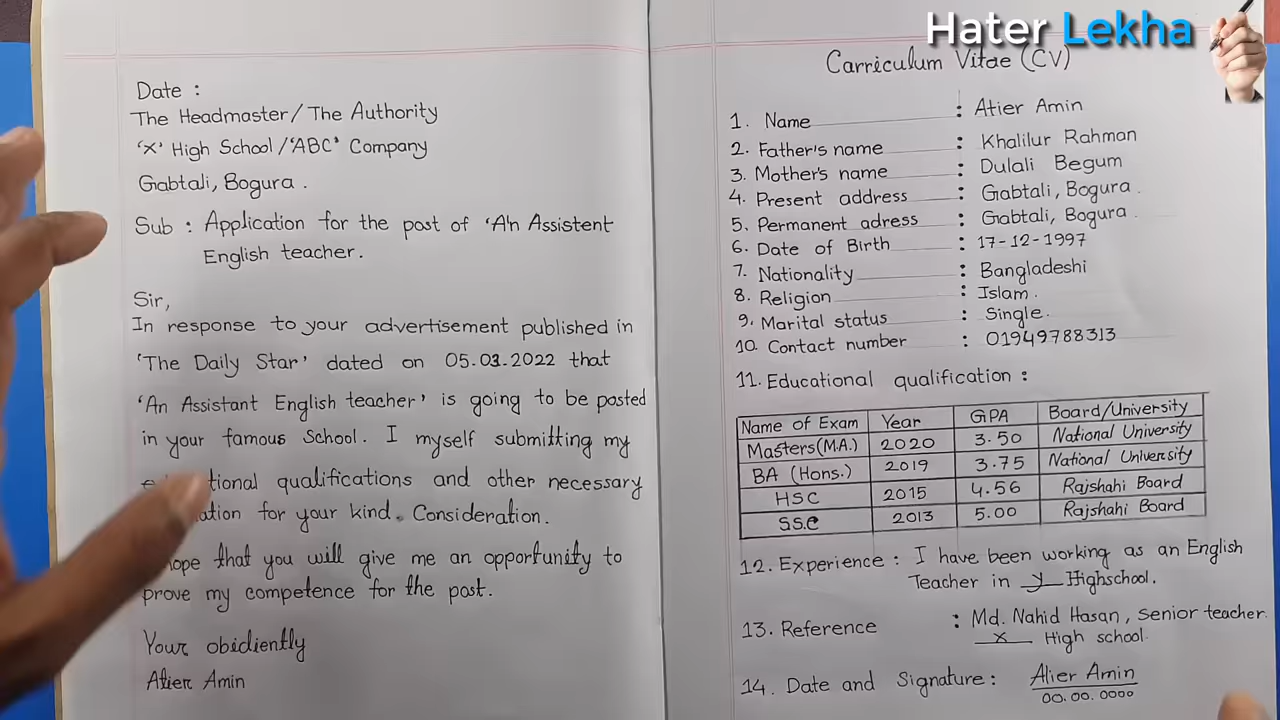 Hater Lekha
Date :
The Headmaster/ The Authority
'X' High School /'ABC' Company
Gabtali, Bogura .
Sub : Application for the post of 'An Assistent
English teacher.
Sir,
In response to your advertisement published in
'The Daily Star' dated on 05.03.2022 that
'An Assistant English teacher' is going to be posted
in your famous School. I myself submitting my
qualifications and other necessary
for your kind. Consideration.
hope that you will give me an opportunity to
prove my competence for the post.
Your obidiently
Atier Amin
Carriculum Vitae (CV)
1. Name : Atier Amin
2. Father's name : Khalilur Rahman
3. Mother's name : Dulali Begum
4. Present address : Gabtali, Bogura .
5. Permanent adress : Gabtali, Bogura .
6. Date of Birth : 17-12-1997
7. Nationality : Bangladeshi
8. Religion : Islam.
9. Marital status : Single.
10. Contact number : 01949788313
11. Educational qualification :
Name of Exam Year GPA Board/University
Masters(M.A.) 2020 3.50 National University
BA (Hons.) 2019 3.75 National University
HSC 2015 4.56 Rajshahi Board
S.S.C 2013 5.00 Rajshahi Board
12. Experience : I have been working as an English
Teacher in y Highschool.
13. Reference : Md. Nahid Hasan, Senior teacher.
x High school.
14. Date and Signature : Atier Amin
00.00.0000